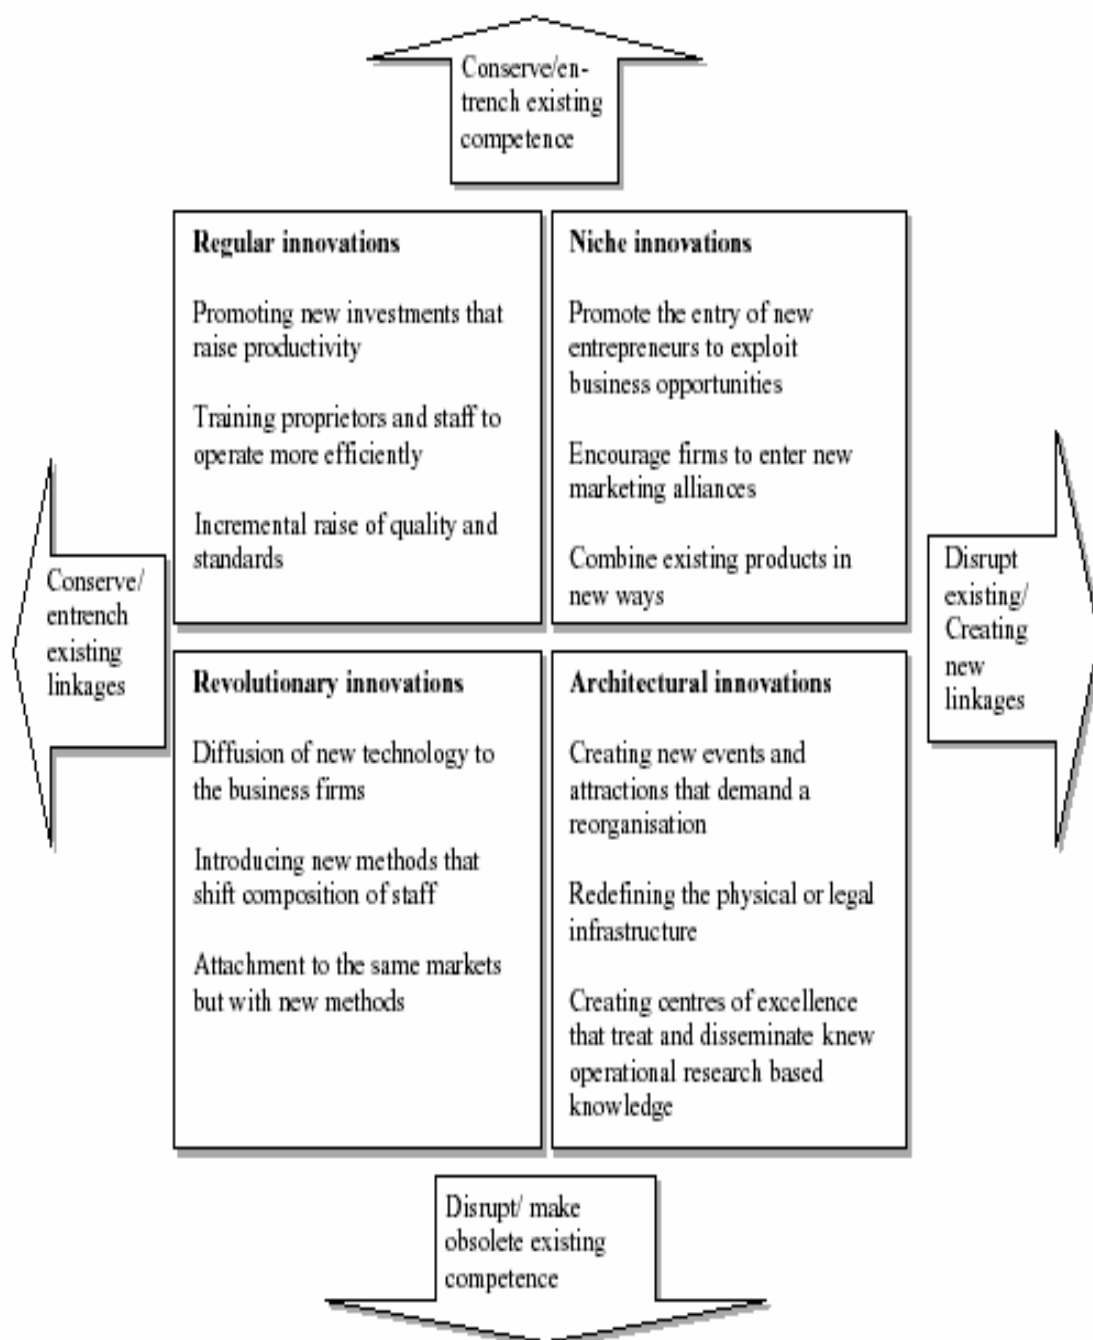 Conserve/en-
trench existing
competence
Regular innovations
Promoting new investments that
raise productivity
Training proprietors and staff to
operate more efficiently
Incremental raise of quality and
standards
Niche innovations
Promote the entry of new
entrepreneurs to exploit
business opportunities
Encourage firms to enter new
marketing alliances
Combine existing products in
new ways
Conserve/
entrench
existing
linkages
Disrupt
existing/
Creating
new
linkages
Revolutionary innovations
Diffusion of new technology to
the business firms
Introducing new methods that
shift composition of staff
Attachment to the same markets
but with new methods
Architectural innovations
Creating new events and
attractions that demand a
reorganisation
Redefining the physical or legal
infrastructure
Creating centres of excellence
that treat and disseminate knew
operational research based
knowledge
Disrupt/ make
obsolete existing
competence